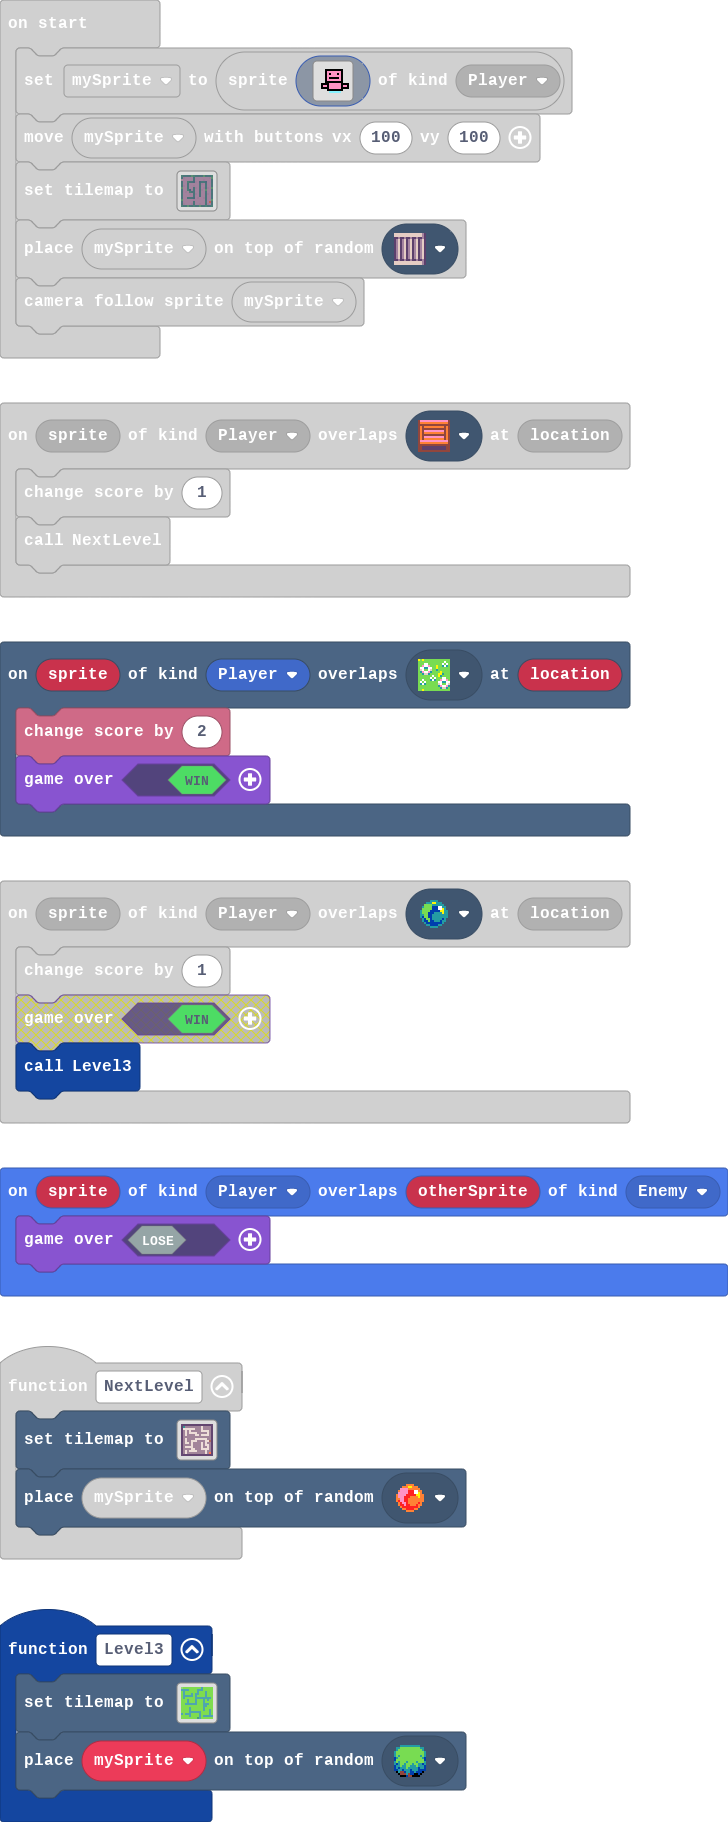 on start
set mySprite to sprite of kind Player
move mySprite with buttons vx 100 vy 100
set tilemap to
place mySprite on top of random
camera follow sprite mySprite
on sprite of kind Player overlaps at location
change score by 1
call NextLevel
on sprite of kind Player overlaps at location
change score by 2
game over WIN
on sprite of kind Player overlaps at location
change score by 1
game over WIN
call Level3
on sprite of kind Player overlaps otherSprite of kind Enemy
game over LOSE
function NextLevel
set tilemap to
place mySprite on top of random
function Level3
set tilemap to
place mySprite on top of random